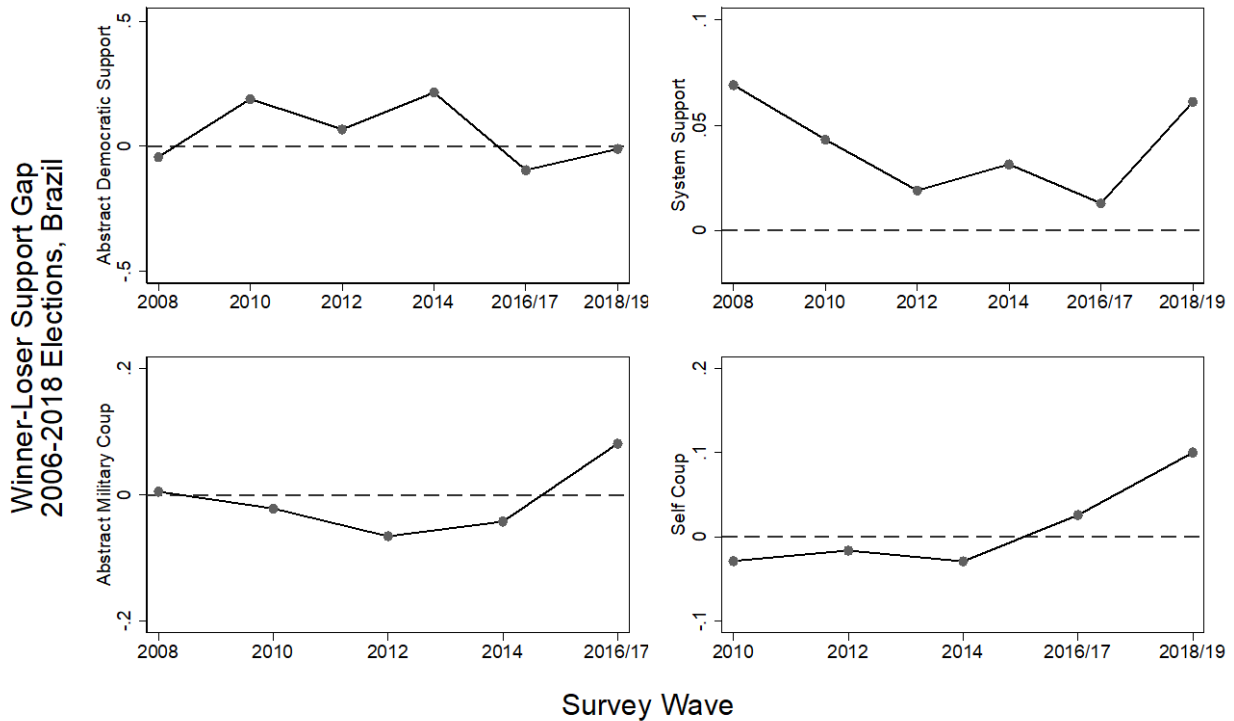 Winner-Loser Support Gap
2006-2018 Elections, Brazil
Abstract Democratic Support
.5
0
-.5
2008 2010 2012 2014 2016/17 2018/19
System Support
.1
.05
0
2008 2010 2012 2014 2016/17 2018/19
Abstract Military Coup
.2
0
-.2
2008 2010 2012 2014 2016/17
Self Coup
.2
.1
0
-.1
2010 2012 2014 2016/17 2018/19
Survey Wave